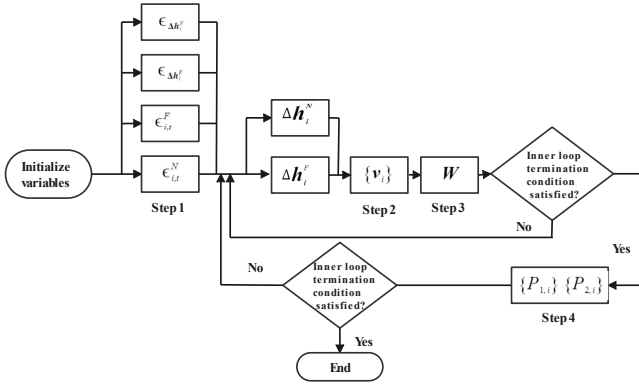 ϵ_{Δh_i^N}
ϵ_{Δh_i^F}
ϵ_{i,t}^F
ϵ_{i,t}^N
Initialize
variables
Step 1
Δh_i^N
Δh_i^F
{v_i}
Step 2
W
Step 3
Inner loop
termination
condition
satisfied?
No
Yes
{P_{1,i} {P_{2,i}}
Step 4
Inner loop
termination
condition
satisfied?
No
Yes
End